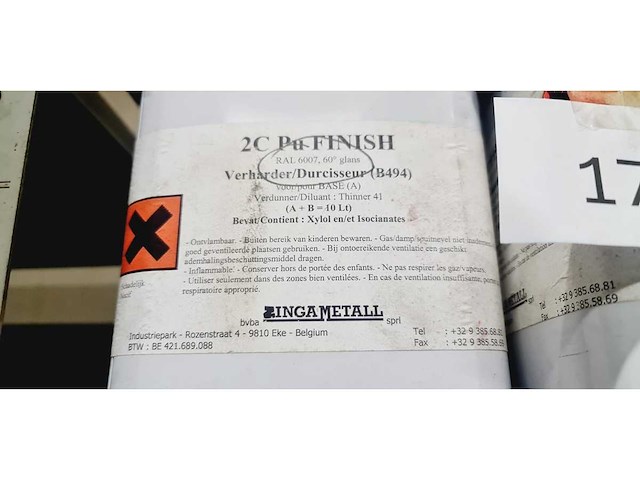 2C Pu FINISH
RAL 6007, 60° glans
Verharder/Durcisseur (B494)
voor/pour BASE (A)
Verdunner/Diluant : Thinner 41
(A + B = 10 Lt)
Bevat/Contient : Xylol en/et Isocianates
- Ontvlambaar. - Buiten bereik van kinderen bewaren. - Gas/damp/spuitnevel niet
goed geventileerde plaatsen gebruiken. - Bij ontoereikende ventilatie een geschikt
ademhalingsbeschuttingsmiddel dragen.
- Inflammable'. - Conserver hors de portée des enfants. - Ne pas respirer les gaz/vapeurs.
- Utiliser seulement dans des zones bien ventilées. - En cas de ventilation insuffisante,
respiratoire approprié.
bvba ZINGAMETALL sprl
Industriepark - Rozenstraat 4 - 9810 Eke - Belgium
BTW : BE 421.689.088
Tel : +32 9 385.68.81
Fax : +32 9 385.58.69
17
: +32 9 385.68.81
: +32 9 385.58.69